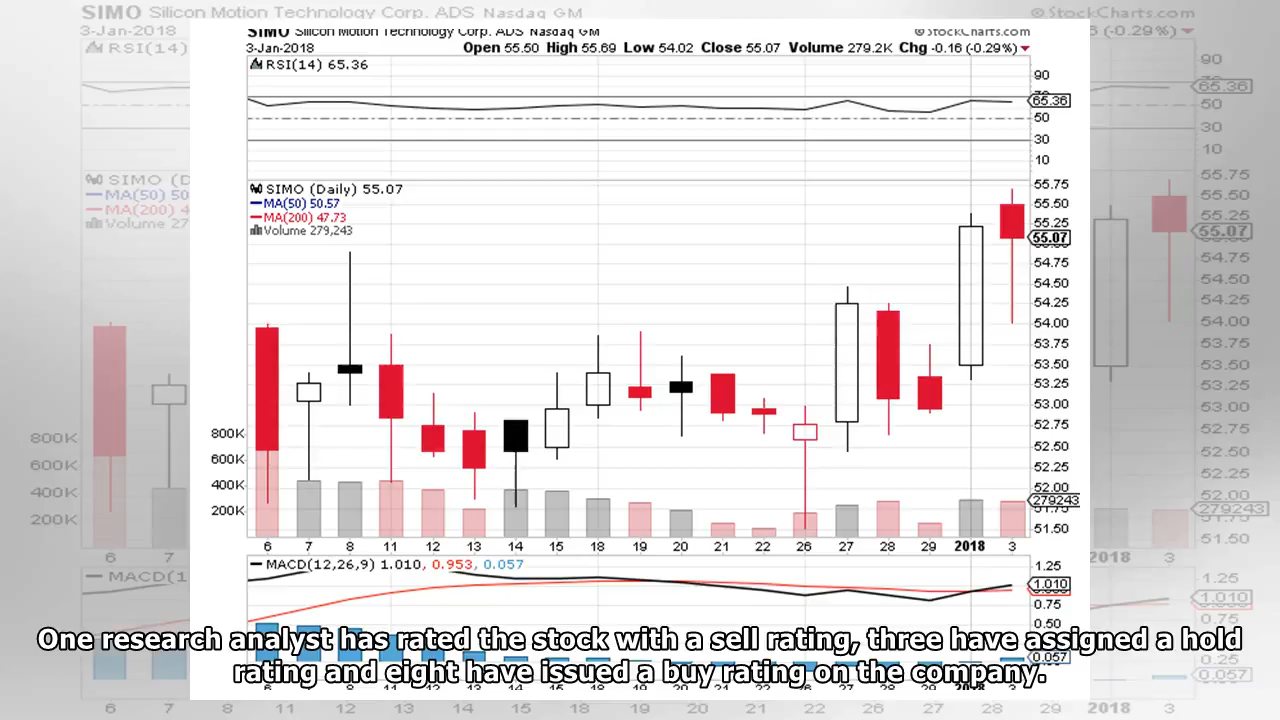 SIMO Silicon Motion Technology Corp. ADS Nasdaq GM © StockCharts.com
3-Jan-2018 Open 55.50 High 55.69 Low 54.02 Close 55.07 Volume 279.2K Chg -0.16 (-0.29%)
RSI(14) 65.36
90
65.36
50
30
10
SIMO (Daily) 55.07
MA(50) 50.57
MA(200) 47.73
Volume 279,243
55.75
55.50
55.25
55.07
54.75
54.50
54.25
54.00
53.75
53.50
53.25
53.00
52.75
52.50
52.25
52.00
279243
51.75
51.50
800K
600K
400K
200K
6 7 8 11 12 13 14 15 18 19 20 21 22 26 27 28 29 2018 3
MACD(12,26,9) 1.010, 0.953, 0.057
1.25
1.010
0.75
0.50
0.057
One research analyst has rated the stock with a sell rating, three have assigned a hold
rating and eight have issued a buy rating on the company.